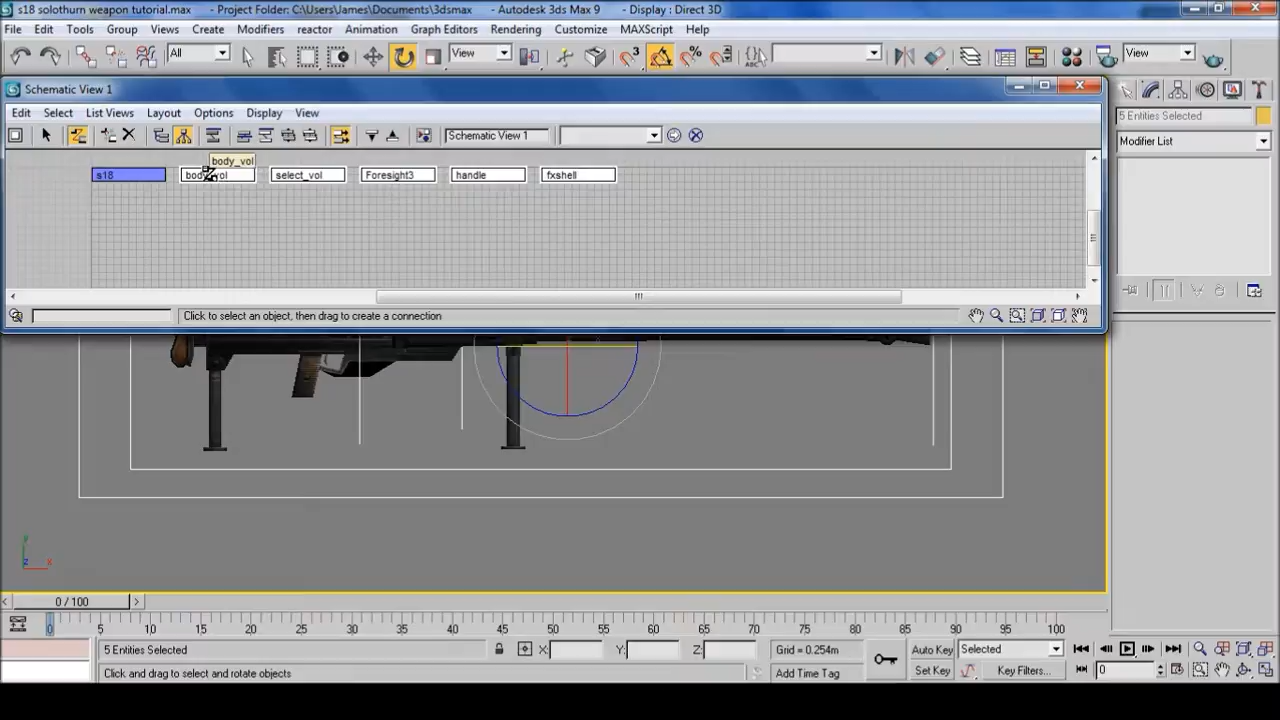 s18 solothurn weapon tutorial.max - Project Folder: C:\Users\James\Documents\3dsmax - Autodesk 3ds Max 9 - Display : Direct 3D
File Edit Tools Group Views Create Modifiers reactor Animation Graph Editors Rendering Customize MAXScript Help
All View 3 % View
Schematic View 1
Edit Select List Views Layout Options Display View
Schematic View 1
5 Entities Selected
Modifier List
body_vol
s18 select_vol Foresight3 handle fxshell
Click to select an object, then drag to create a connection
y
z x
0 / 100
0 5 10 15 20 25 30 35 40 45 50 55 60 65 70 75 80 85 90 95 100
5 Entities Selected X: Y: Z: Grid = 0.254m Auto Key Selected
Click and drag to select and rotate objects Add Time Tag Set Key Key Filters... 0